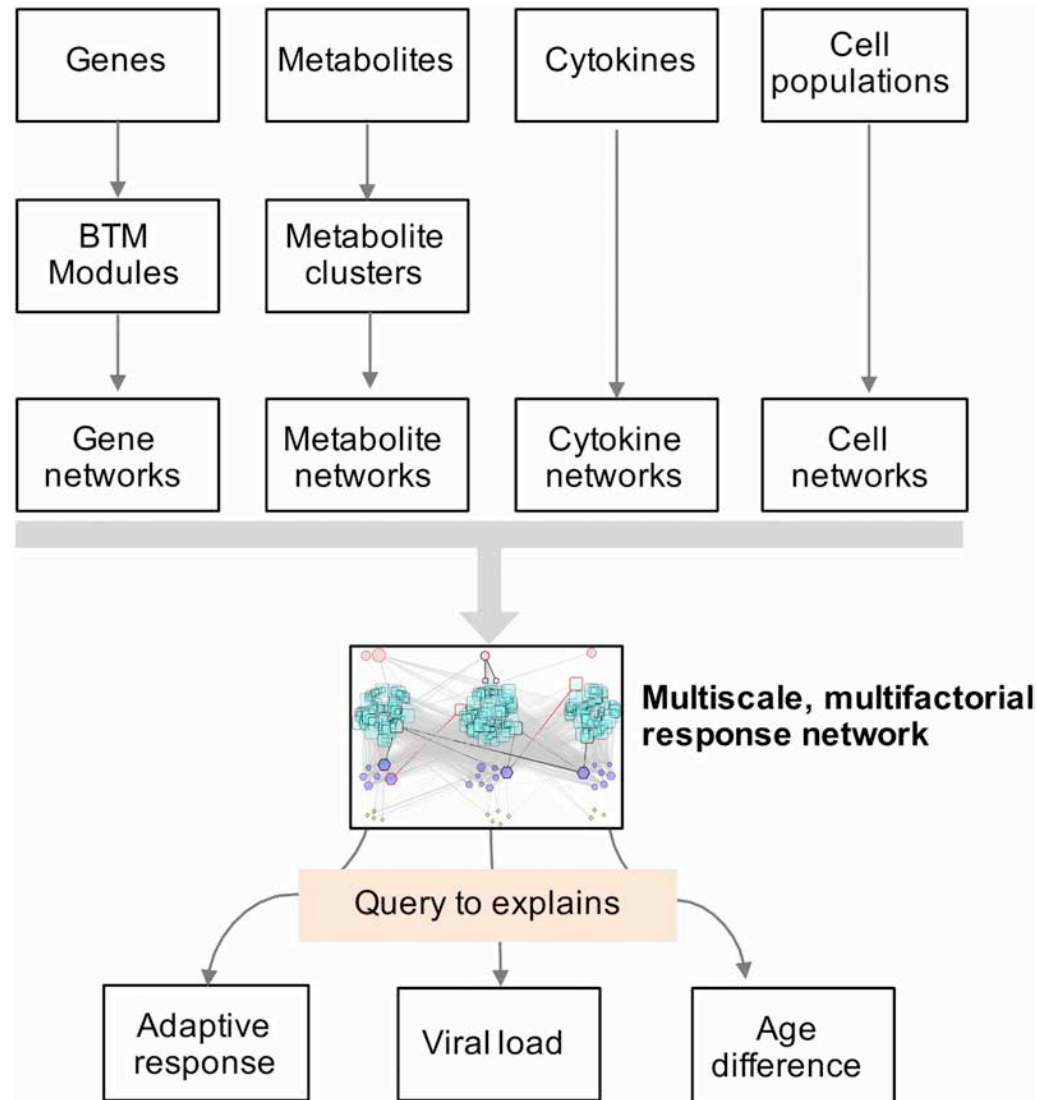 Genes
Metabolites
Cytokines
Cell
populations
BTM
Modules
Metabolite
clusters
Gene
networks
Metabolite
networks
Cytokine
networks
Cell
networks
Multiscale, multifactorial
response network
Query to explains
Adaptive
response
Viral load
Age
difference